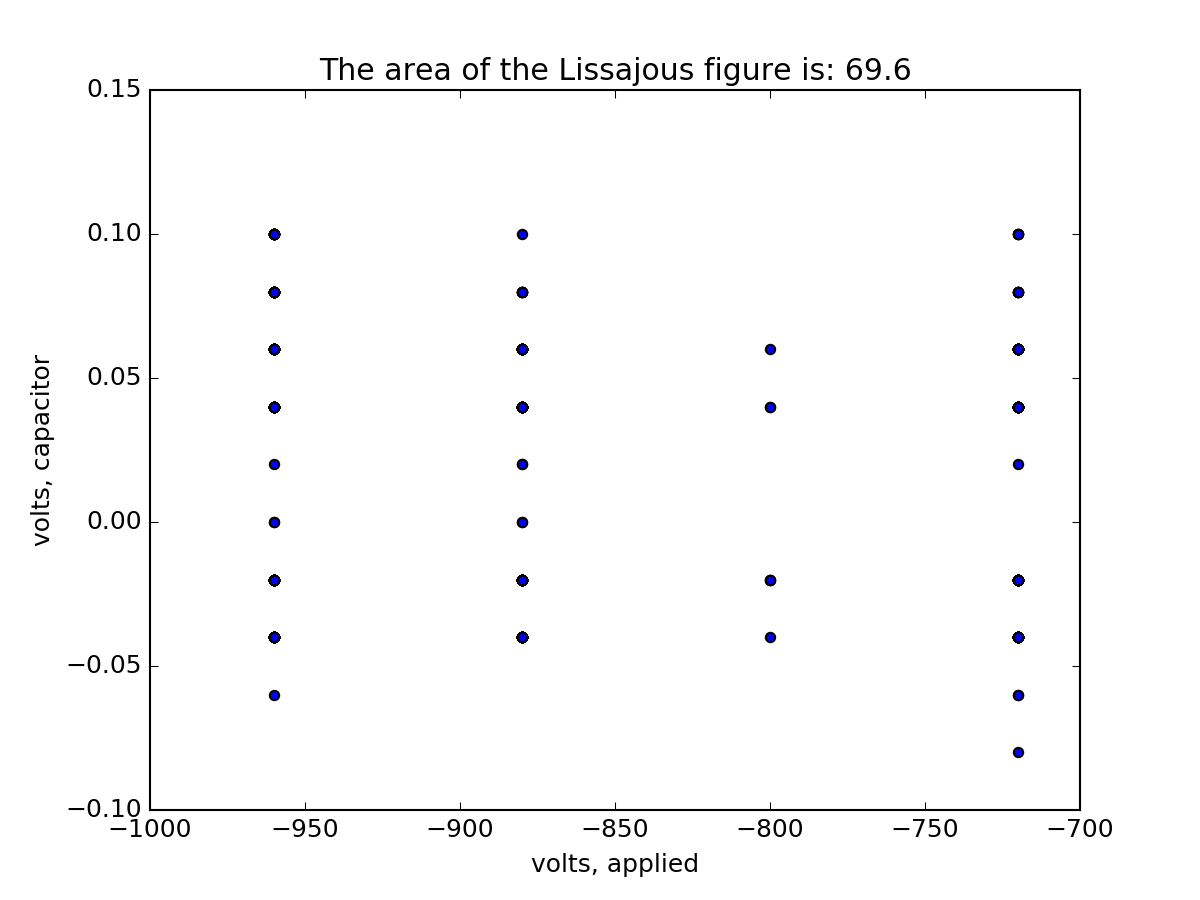 The area of the Lissajous figure is: 69.6
0.15
0.10
0.05
0.00
−0.05
−0.10
volts, capacitor
−1000 −950 −900 −850 −800 −750 −700
volts, applied